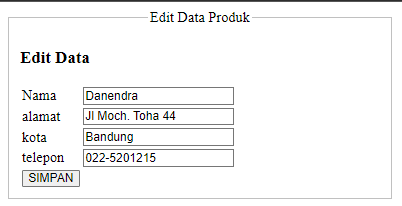 Edit Data Produk
Edit Data
Nama Danendra
alamat Jl Moch. Toha 44
kota Bandung
telepon 022-5201215
SIMPAN